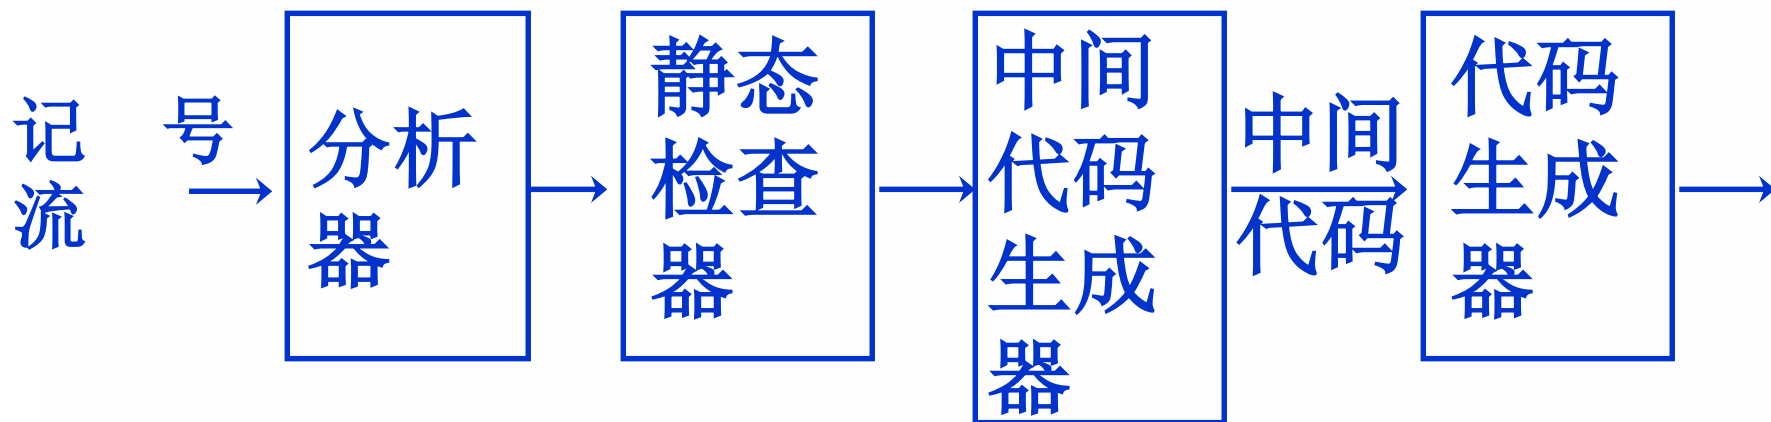 记 号
流
分析
器
静态
检查
器
中间
代码
生成
器
中间
代码
代码
生成
器